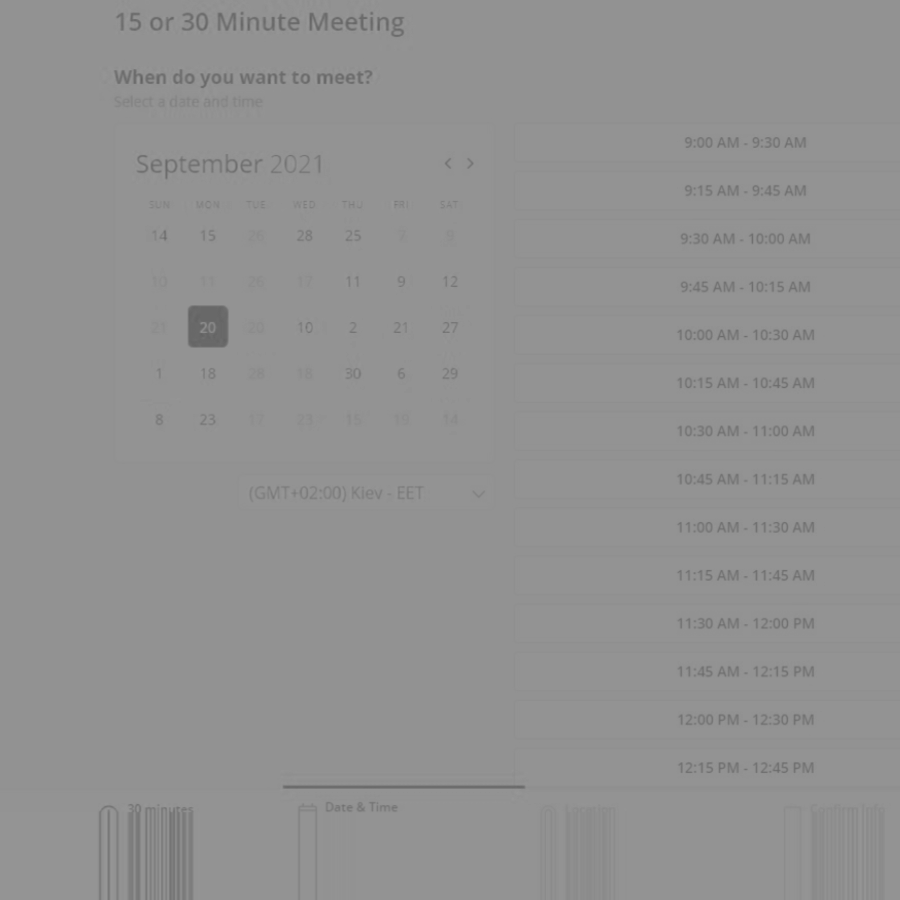 15 or 30 Minute Meeting
When do you want to meet?
Select a date and time
September 2021
SUN MON TUE WED THU FRI SAT
14 15 26 28 25
10 11 26 17 11 9 12
21 20 20 10 2 21 27
1 18 28 18 30 6 29
8 23 17 23 15 19 14
(GMT+02:00) Kiev - EET
9:00 AM - 9:30 AM
9:15 AM - 9:45 AM
9:30 AM - 10:00 AM
9:45 AM - 10:15 AM
10:00 AM - 10:30 AM
10:15 AM - 10:45 AM
10:30 AM - 11:00 AM
10:45 AM - 11:15 AM
11:00 AM - 11:30 AM
11:15 AM - 11:45 AM
11:30 AM - 12:00 PM
11:45 AM - 12:15 PM
12:00 PM - 12:30 PM
12:15 PM - 12:45 PM
30 minutes
Date & Time
Location
Confirm Info